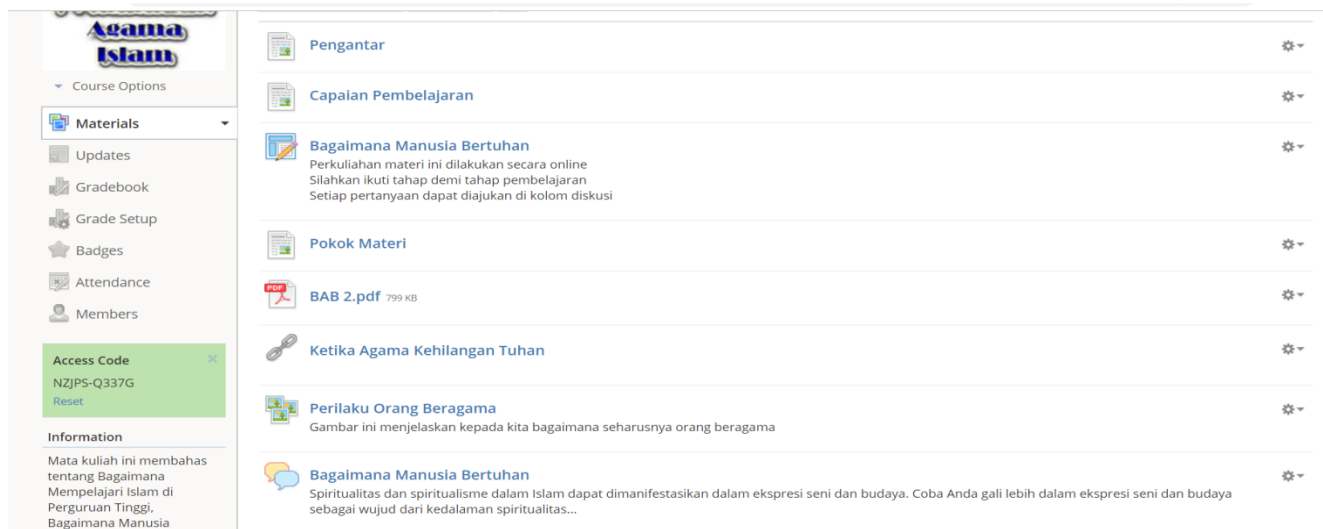 Agama
Islam
Course Options
Materials
Updates
Gradebook
Grade Setup
Badges
Attendance
Members
Access Code
NZJPS-Q337G
Reset
Information
Mata kuliah ini membahas
tentang Bagaimana
Mempelajari Islam di
Perguruan Tinggi,
Bagaimana Manusia
Pengantar
Capaian Pembelajaran
Bagaimana Manusia Bertuhan
Perkuliahan materi ini dilakukan secara online
Silahkan ikuti tahap demi tahap pembelajaran
Setiap pertanyaan dapat diajukan di kolom diskusi
Pokok Materi
PDF
BAB 2.pdf 799 KB
Ketika Agama Kehilangan Tuhan
Perilaku Orang Beragama
Gambar ini menjelaskan kepada kita bagaimana seharusnya orang beragama
Bagaimana Manusia Bertuhan
Spiritualitas dan spiritualisme dalam Islam dapat dimanifestasikan dalam ekspresi seni dan budaya. Coba Anda gali lebih dalam ekspresi seni dan budaya
sebagai wujud dari kedalaman spiritualitas...